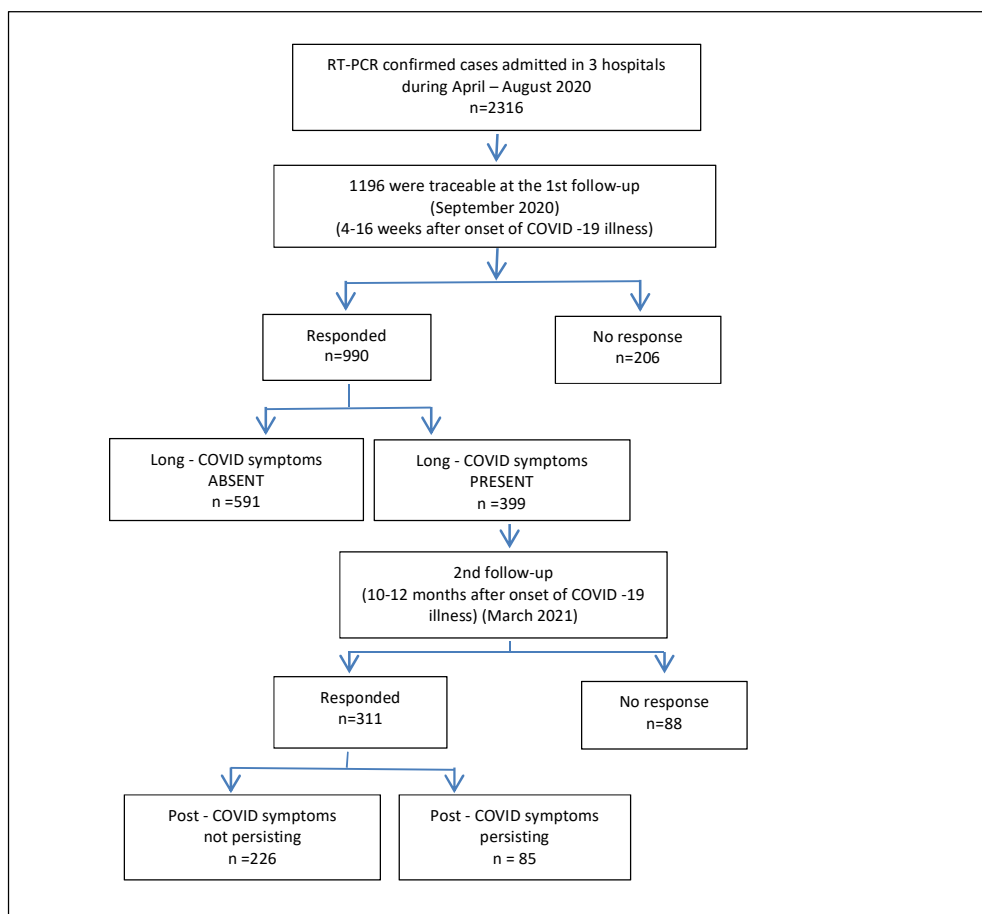 RT-PCR confirmed cases admitted in 3 hospitals
during April – August 2020
n=2316
1196 were traceable at the 1st follow-up
(September 2020)
(4-16 weeks after onset of COVID -19 illness)
Responded
n=990
No response
n=206
Long - COVID symptoms
ABSENT
n =591
Long - COVID symptoms
PRESENT
n =399
2nd follow-up
(10-12 months after onset of COVID -19
illness) (March 2021)
Responded
n=311
No response
n=88
Post - COVID symptoms
not persisting
n =226
Post - COVID symptoms
persisting
n = 85